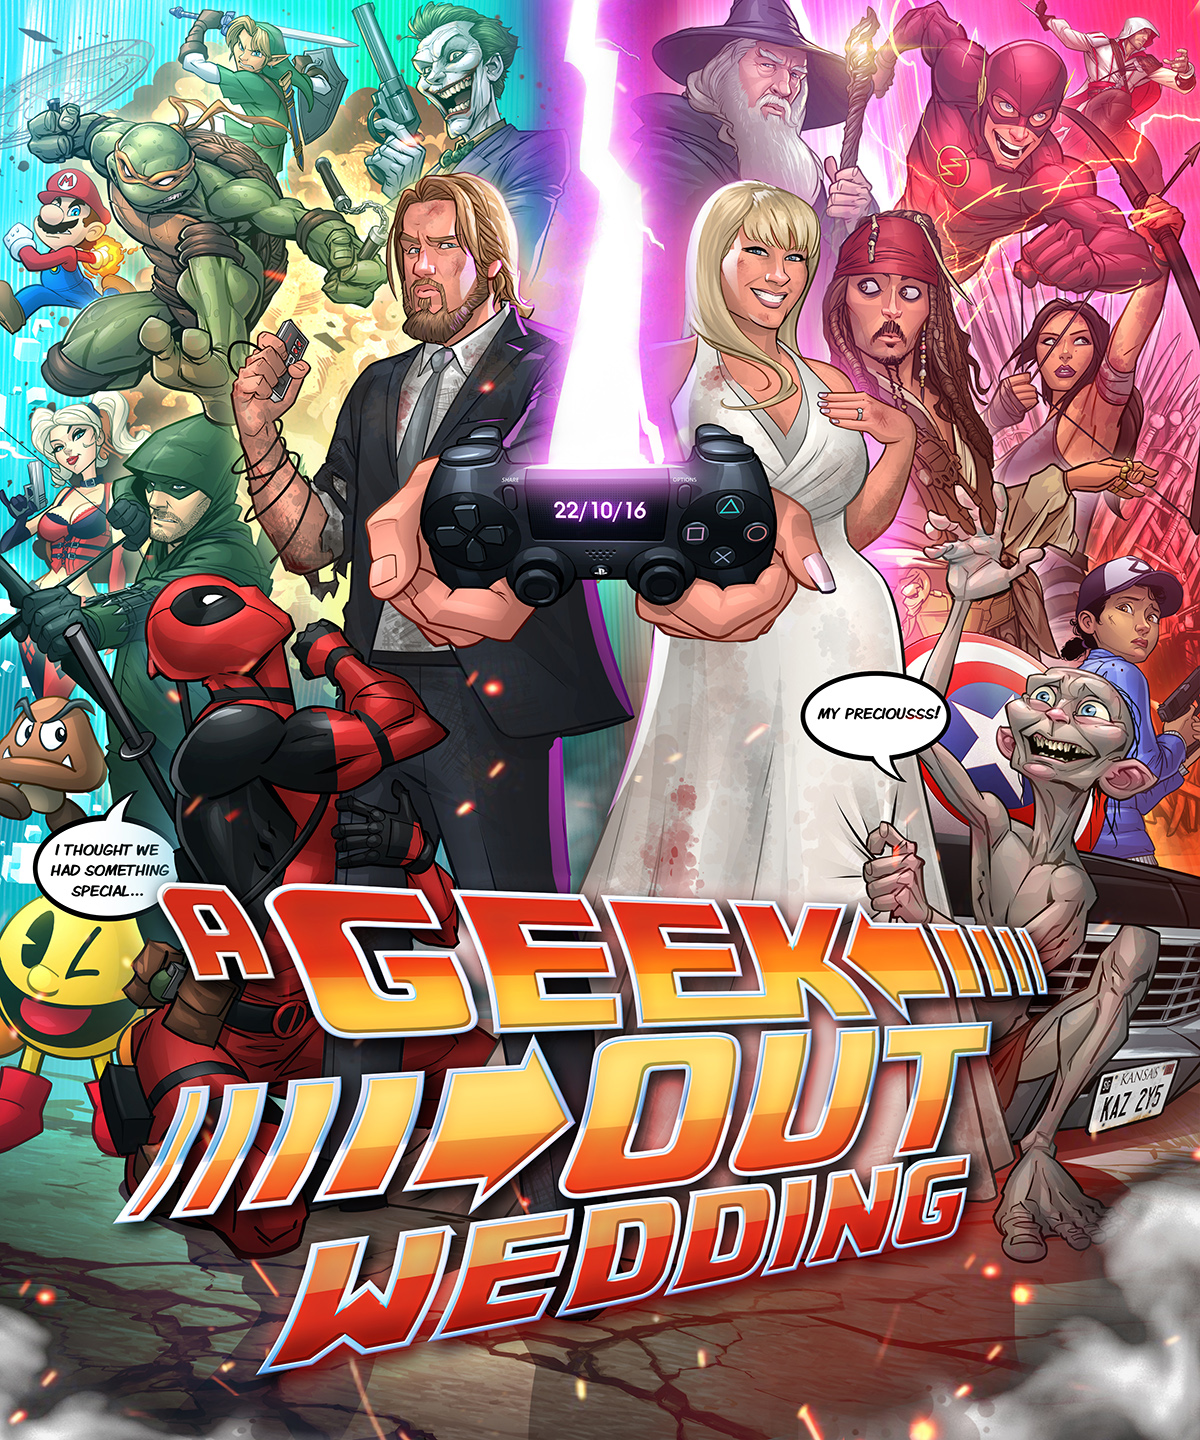 M
SHARE
OPTIONS
22/10/16
MY PRECIOUSSS!
I THOUGHT WE
HAD SOMETHING
SPECIAL...
A GEEK
OUT
WEDDING
KANSAS
KAZ 2Y5